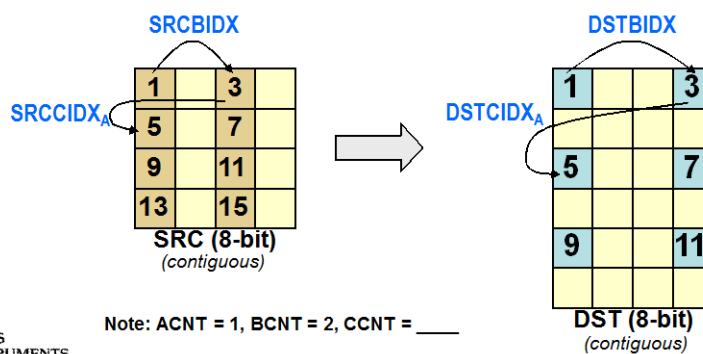 SRCBIDX
DSTBIDX
1 3
SRCCIDXA
5 7
9 11
13 15
SRC (8-bit)
(contiguous)
1 3
DSTCIDXA
5 7
9 11
DST (8-bit)
(contiguous)
Note: ACNT = 1, BCNT = 2, CCNT = ____